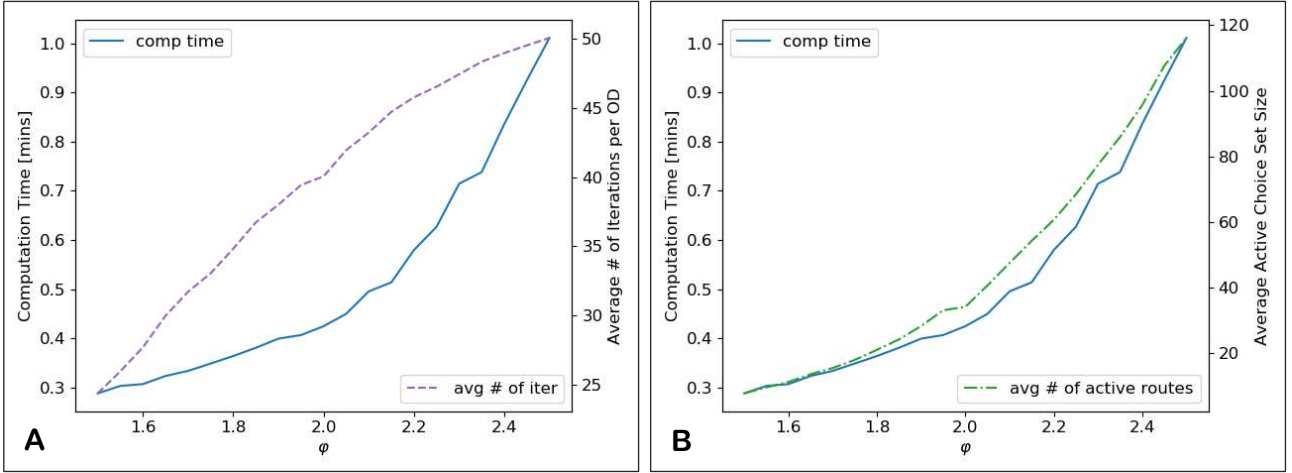 comp time
1.0
0.9
0.8
0.7
0.6
0.5
0.4
0.3
Computation Time [mins]
50
45
40
35
30
25
Average # of Iterations per OD
avg # of iter
1.6 1.8 2.0 2.2 2.4
φ
A
comp time
1.0
0.9
0.8
0.7
0.6
0.5
0.4
0.3
Computation Time [mins]
120
100
80
60
40
20
Average Active Choice Set Size
avg # of active routes
1.6 1.8 2.0 2.2 2.4
φ
B